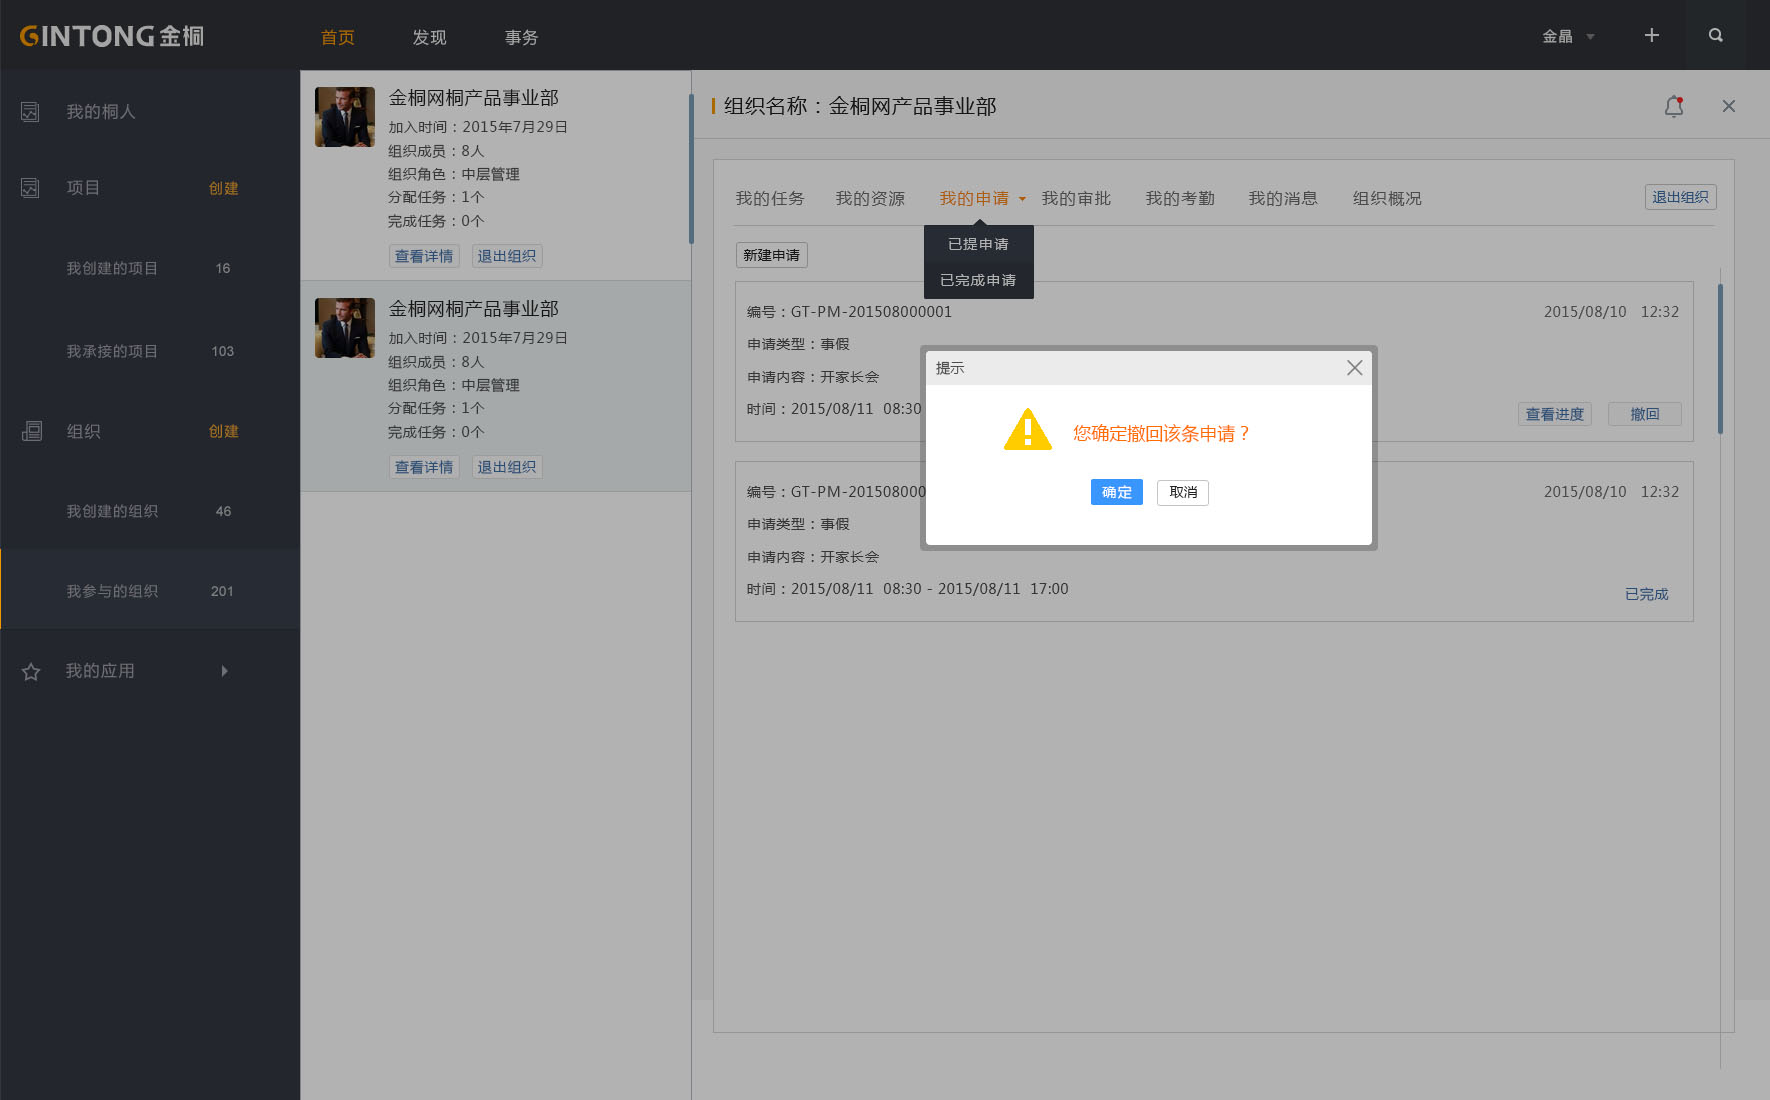 GINTONG金桐
首页 发现 事务
金晶
我的桐人
项目 创建
我创建的项目 16
我承接的项目 103
组织 创建
我创建的组织 46
我参与的组织 201
我的应用
金桐网桐产品事业部
加入时间：2015年7月29日
组织成员：8人
组织角色：中层管理
分配任务：1个
完成任务：0个
查看详情 退出组织
金桐网桐产品事业部
加入时间：2015年7月29日
组织成员：8人
组织角色：中层管理
分配任务：1个
完成任务：0个
查看详情 退出组织
组织名称：金桐网产品事业部
我的任务 我的资源 我的申请 我的审批 我的考勤 我的消息 组织概况 退出组织
已提申请
已完成申请
新建申请
编号：GT-PM-201508000001 2015/08/10 12:32
申请类型：事假
申请内容：开家长会
时间：2015/08/11 08:30
查看进度 撤回
提示
您确定撤回该条申请？
确定 取消
编号：GT-PM-201508000 2015/08/10 12:32
申请类型：事假
申请内容：开家长会
时间：2015/08/11 08:30 - 2015/08/11 17:00
已完成